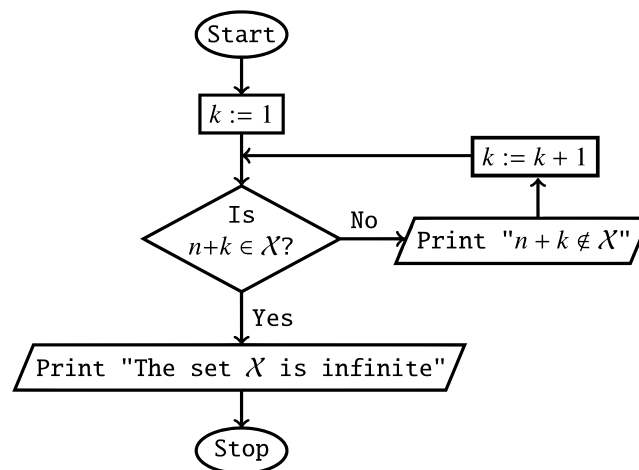 Start
k := 1
k := k + 1
Is
n+k ∈ 𝒳?
No
Print "n + k ∉ 𝒳"
Yes
Print "The set 𝒳 is infinite"
Stop